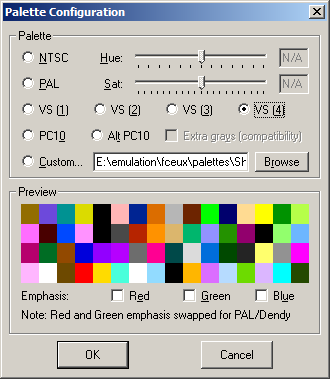 Palette Configuration
Palette
NTSC Hue: N/A
PAL Sat: N/A
VS (1) VS (2) VS (3) VS (4)
PC10 Alt PC10 Extra grays (compatibility)
Custom... E:\emulation\fceux\palettes\Sh Browse
Preview
Emphasis: Red Green Blue
Note: Red and Green emphasis swapped for PAL/Dendy
OK Cancel